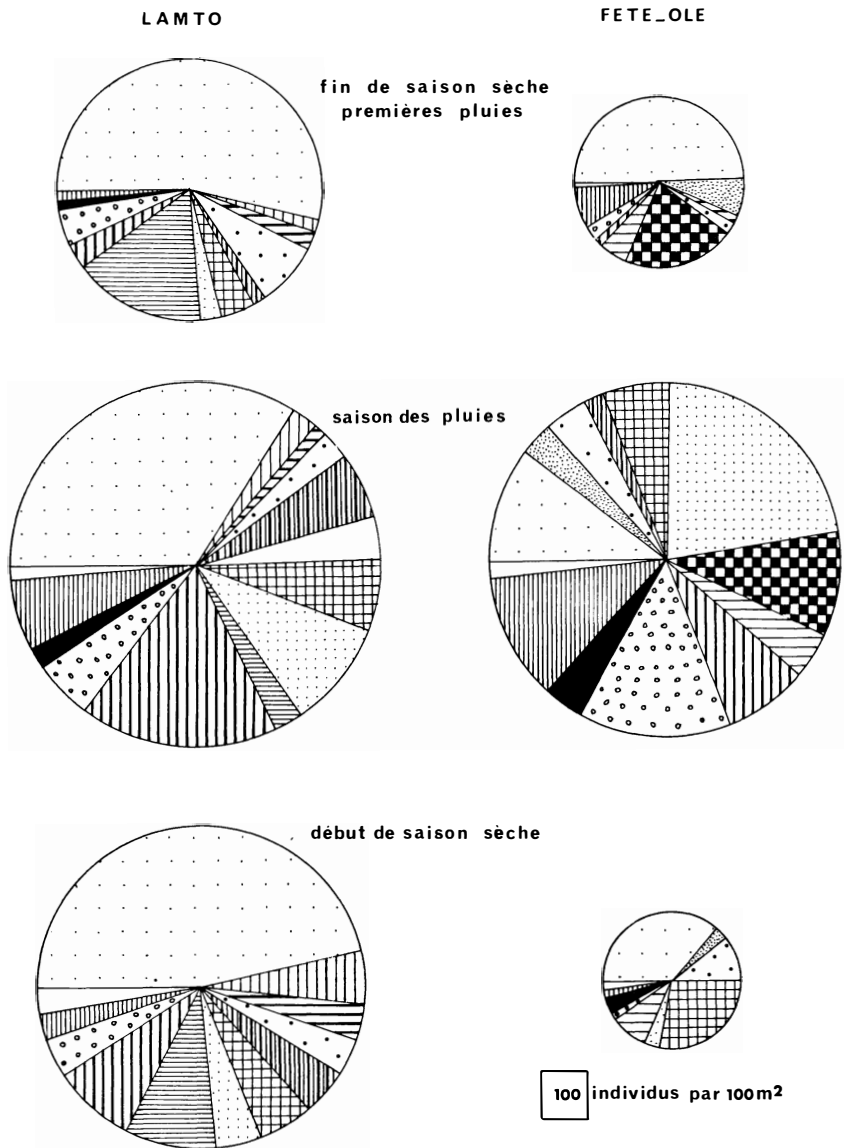 LAMTO
FETE_OLE
fin de saison sèche
premières pluies
saison des pluies
début de saison sèche
100 individus par 100m²